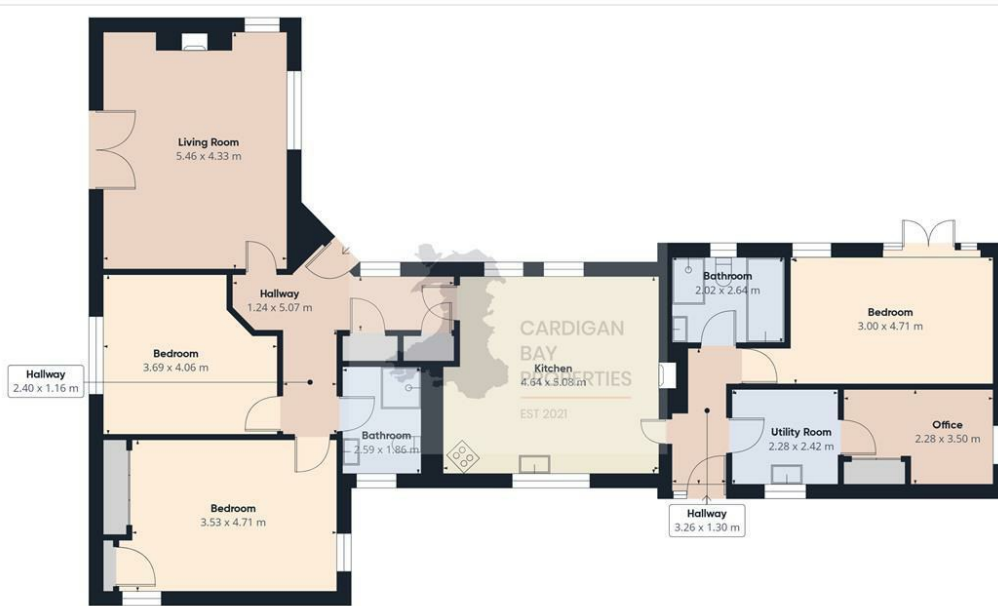 Living Room
5.46 x 4.33 m
Hallway
1.24 x 5.07 m
Bedroom
3.69 x 4.06 m
Hallway
2.40 x 1.16 m
Bathroom
2.59 x 1.86 m
Bedroom
3.53 x 4.71 m
CARDIGAN
BAY
PROPERTIES
EST 2021
Kitchen
4.64 x 5.08 m
Bathroom
2.02 x 2.64 m
Bedroom
3.00 x 4.71 m
Utility Room
2.28 x 2.42 m
Office
2.28 x 3.50 m
Hallway
3.26 x 1.30 m